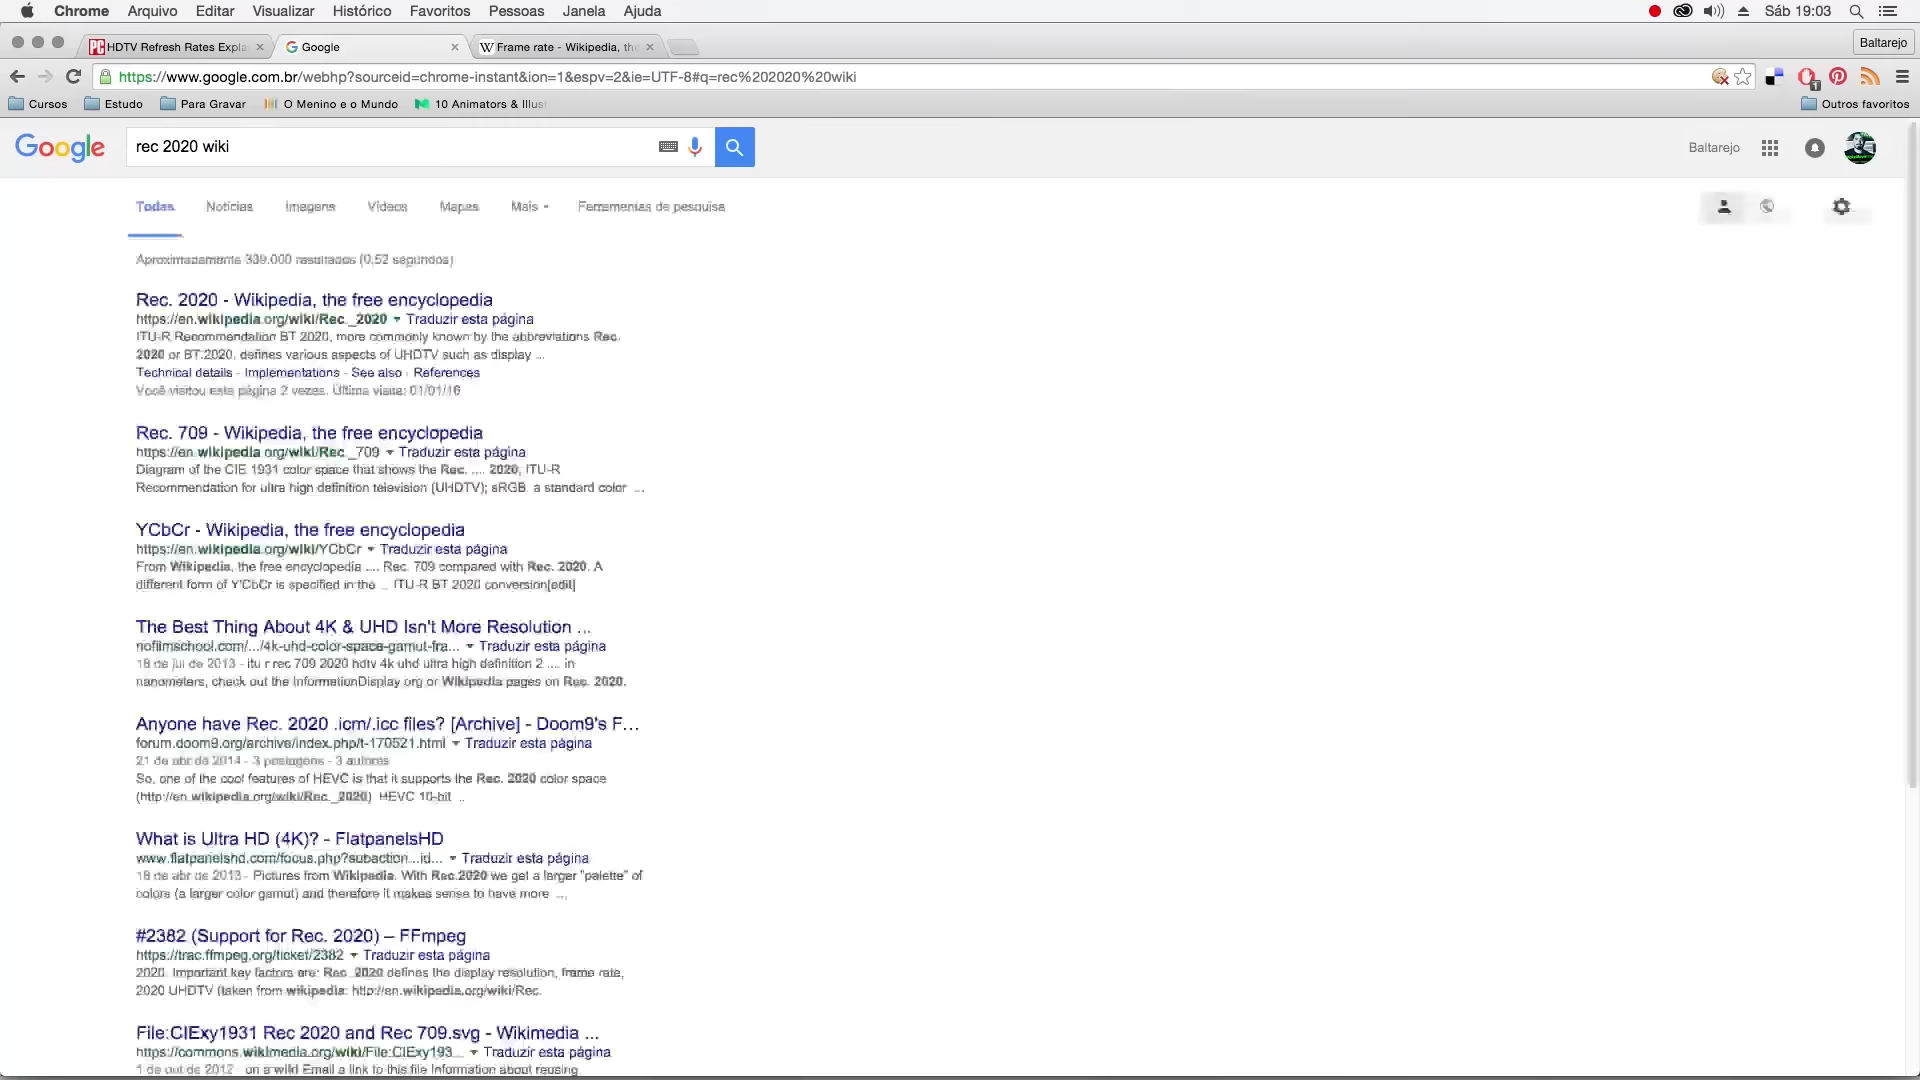 Chrome Arquivo Editar Visualizar Histórico Favoritos Pessoas Janela Ajuda Sáb 19:03
HDTV Refresh Rates Expla Google Frame rate - Wikipedia, the Baltarejo
https://www.google.com.br/webhp?sourceid=chrome-instant&ion=1&espv=2&ie=UTF-8#q=rec%202020%20wiki
Cursos Estudo Para Gravar O Menino e o Mundo 10 Animators & Illus Outros favoritos
Google rec 2020 wiki Baltarejo
Todas Notícias Imagens Vídeos Mapas Mais Ferramentas de pesquisa
Aproximadamente 339.000 resultados (0,52 segundos)
Rec. 2020 - Wikipedia, the free encyclopedia
https://en.wikipedia.org/wiki/Rec._2020 Traduzir esta página
ITU-R Recommendation BT.2020, more commonly known by the abbreviations Rec.
2020 or BT.2020, defines various aspects of UHDTV such as display ...
Technical details - Implementations - See also - References
Você visitou esta página 2 vezes. Última visita: 01/01/16
Rec. 709 - Wikipedia, the free encyclopedia
https://en.wikipedia.org/wiki/Rec._709 Traduzir esta página
Diagram of the CIE 1931 color space that shows the Rec. ... 2020, ITU-R
Recommendation for ultra high definition television (UHDTV); sRGB, a standard color ...
YCbCr - Wikipedia, the free encyclopedia
https://en.wikipedia.org/wiki/YCbCr Traduzir esta página
From Wikipedia, the free encyclopedia .... Rec. 709 compared with Rec. 2020. A
different form of YCbCr is specified in the ... ITU-R BT.2020 conversion[edit]
The Best Thing About 4K & UHD Isn't More Resolution ...
nofilmschool.com/.../4k-uhd-color-space-gamut-fra... Traduzir esta página
18 de jul de 2013 - itu r rec 709 2020 hdtv 4k uhd ultra high definition 2 .... in
nanometers, check out the InformationDisplay.org or Wikipedia pages on Rec. 2020.
Anyone have Rec. 2020 .icm/.icc files? [Archive] - Doom9's F...
forum.doom9.org/archive/index.php/t-170521.html Traduzir esta página
21 de abr de 2014 - 3 postagens - 3 autores
So, one of the cool features of HEVC is that it supports the Rec. 2020 color space
(http://en.wikipedia.org/wiki/Rec._2020) HEVC 10-bit ...
What is Ultra HD (4K)? - FlatpanelsHD
www.flatpanelshd.com/focus.php?subaction...id... Traduzir esta página
18 de abr de 2013 - Pictures from Wikipedia. With Rec.2020 we get a larger "palette" of
colors (a larger color gamut) and therefore it makes sense to have more ...
#2382 (Support for Rec. 2020) – FFmpeg
https://trac.ffmpeg.org/ticket/2382 Traduzir esta página
2020. Important key factors are: Rec. 2020 defines the display resolution, frame rate,
2020 UHDTV (taken from wikipedia: http://en.wikipedia.org/wiki/Rec.
File:CIExy1931 Rec 2020 and Rec 709.svg - Wikimedia ...
https://commons.wikimedia.org/wiki/File:CIExy193... Traduzir esta página
1 de out de 2012 - on a wiki Email a link to this file Information about reusing